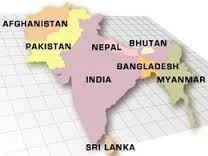 AFGHANISTAN
PAKISTAN
NEPAL
BHUTAN
BANGLADESH
INDIA
MYANMAR
SRI LANKA